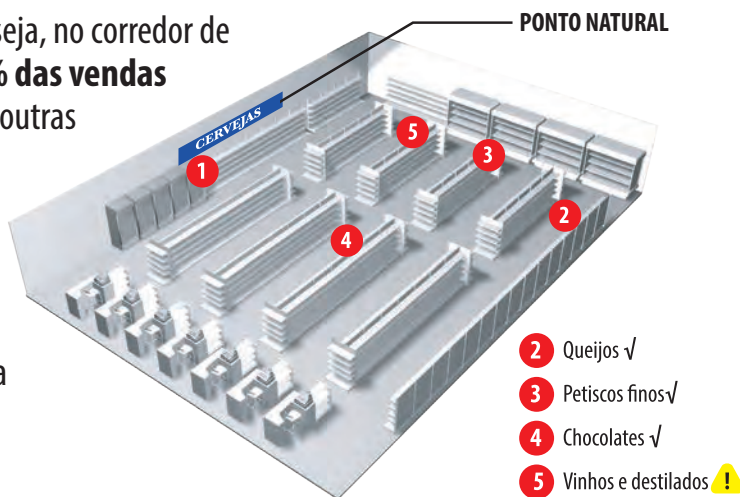 seja, no corredor de
% das vendas
outras
a
PONTO NATURAL
CERVEJAS
1
5
3
2
4
2 Queijos √
3 Petiscos finos √
4 Chocolates √
5 Vinhos e destilados !